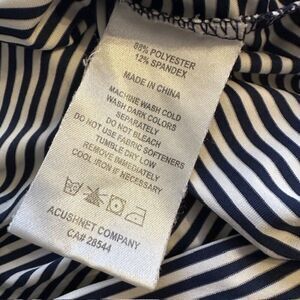 88% POLYESTER
12% SPANDEX
MADE IN CHINA
MACHINE WASH COLD
WASH DARK COLORS
SEPARATELY
DO NOT BLEACH
DO NOT USE FABRIC SOFTENERS
TUMBLE DRY LOW
REMOVE IMMEDIATELY
COOL IRON IF NECESSARY
ACUSHNET COMPANY
CA# 28544